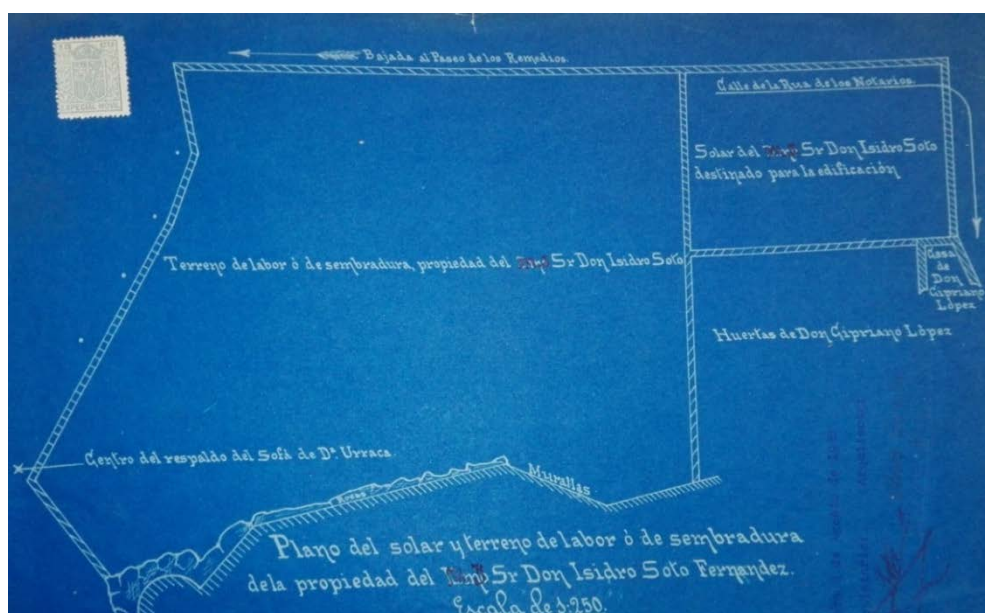 ESPECIAL MOVIL
Bajada al Paseo de los Remedios.
Calle de la Rua de los Notarios.
Solar del Sr Don Isidro Soto
destinado para la edificación
Terreno de labor ó de sembradura, propiedad del Sr Don Isidro Soto
Casa
de
Don
Cipriano
López
Huertas de Don Cipriano López
Centro del respaldo del Sofá de Dª. Urraca.
Murallas
Plano del solar y terreno de labor ó de sembradura
dela propiedad del Sr Don Isidro Soto Fernandez.
Escala de 1:250.